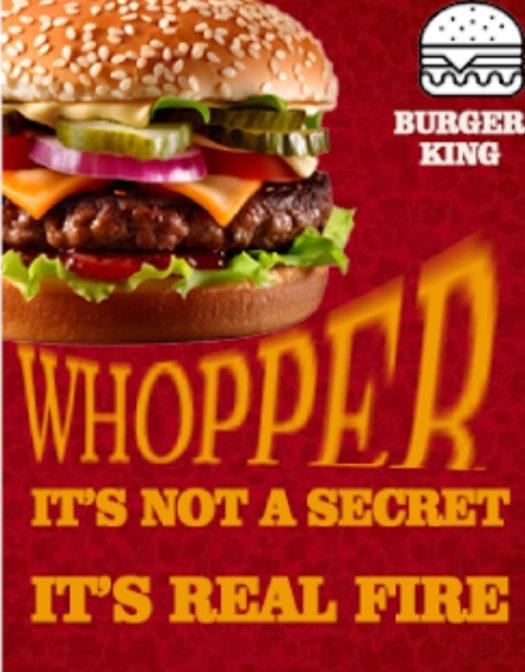 BURGER
KING
WHOPPER
IT'S NOT A SECRET
IT'S REAL FIRE